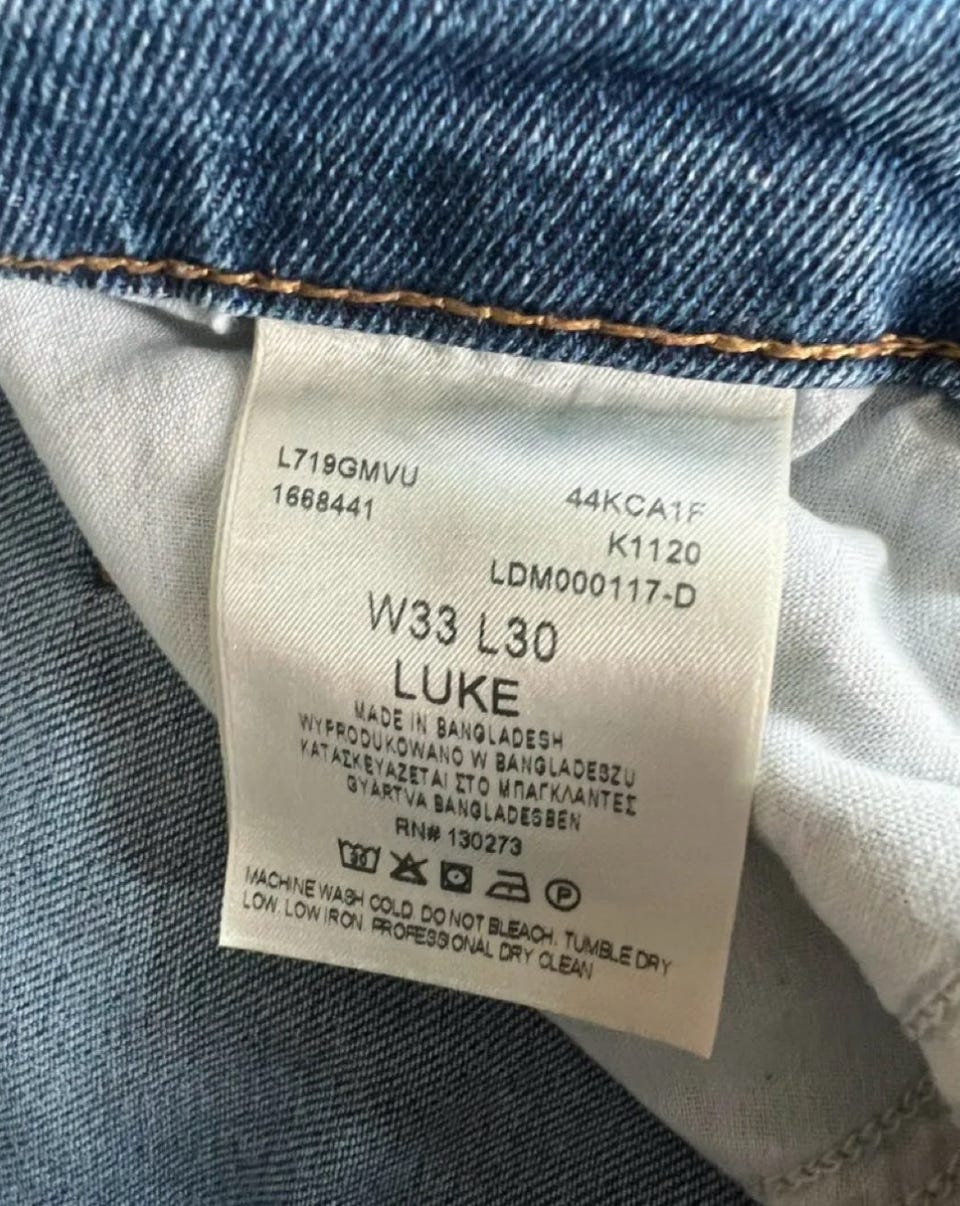 L719GMVU
1668441
44KCA1F
K1120
LDM000117-D
W33 L30
LUKE
MADE IN BANGLADESH
WYPRODUKOWANO W BANGLADESZU
ΚΑΤΑΣΚΕΥΑΖΕΤΑΙ ΣΤΟ ΜΠΑΓΚΛΑΝΤΕΣ
GYÁRTVA BANGLADESBEN
RN# 130273
30
P
MACHINE WASH COLD. DO NOT BLEACH. TUMBLE DRY
LOW. LOW IRON. PROFESSIONAL DRY CLEAN